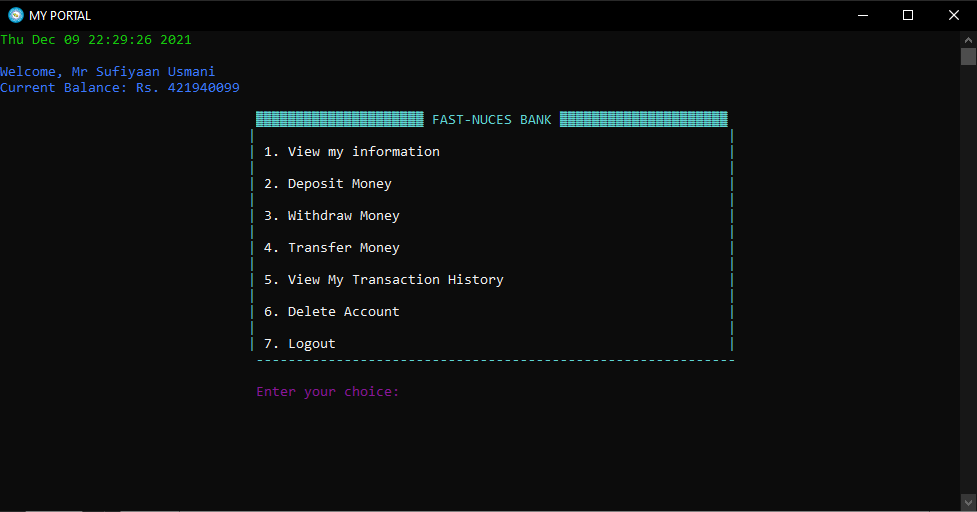 MY PORTAL
Thu Dec 09 22:29:26 2021
Welcome, Mr Sufiyaan Usmani
Current Balance: Rs. 421940099
FAST-NUCES BANK
1. View my information
2. Deposit Money
3. Withdraw Money
4. Transfer Money
5. View My Transaction History
6. Delete Account
7. Logout
Enter your choice: